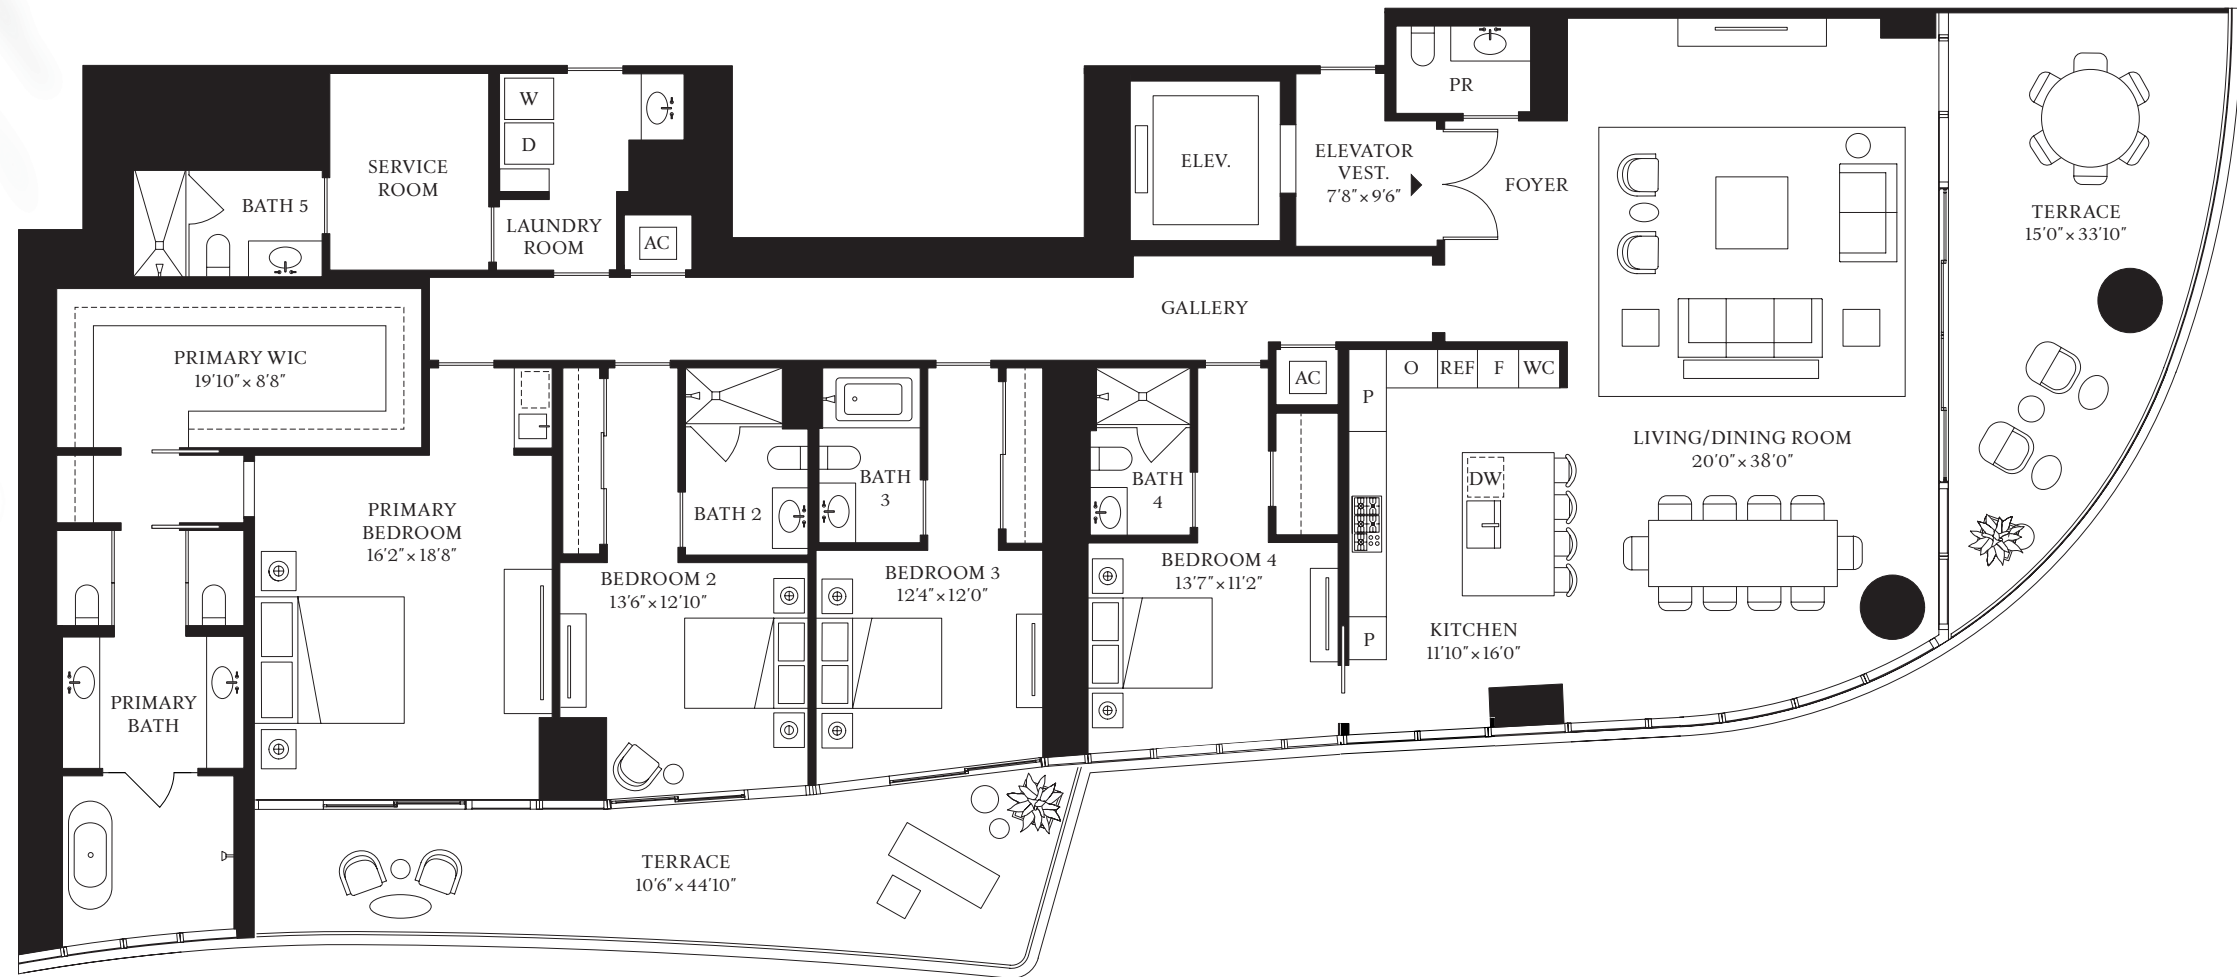 PR
W
D
SERVICE
ROOM
BATH 5
LAUNDRY
ROOM
AC
ELEV.
ELEVATOR
VEST.
7'8"×9'6"
FOYER
TERRACE
15'0"×33'10"
GALLERY
PRIMARY WIC
19'10"×8'8"
AC
P
O
REF
F
WC
LIVING/DINING ROOM
20'0"×38'0"
DW
PRIMARY
BEDROOM
16'2"×18'8"
BATH 2
BATH
3
BATH
4
BEDROOM 2
13'6"×12'10"
BEDROOM 3
12'4"×12'0"
BEDROOM 4
13'7"×11'2"
KITCHEN
11'10"×16'0"
P
PRIMARY
BATH
TERRACE
10'6"×44'10"